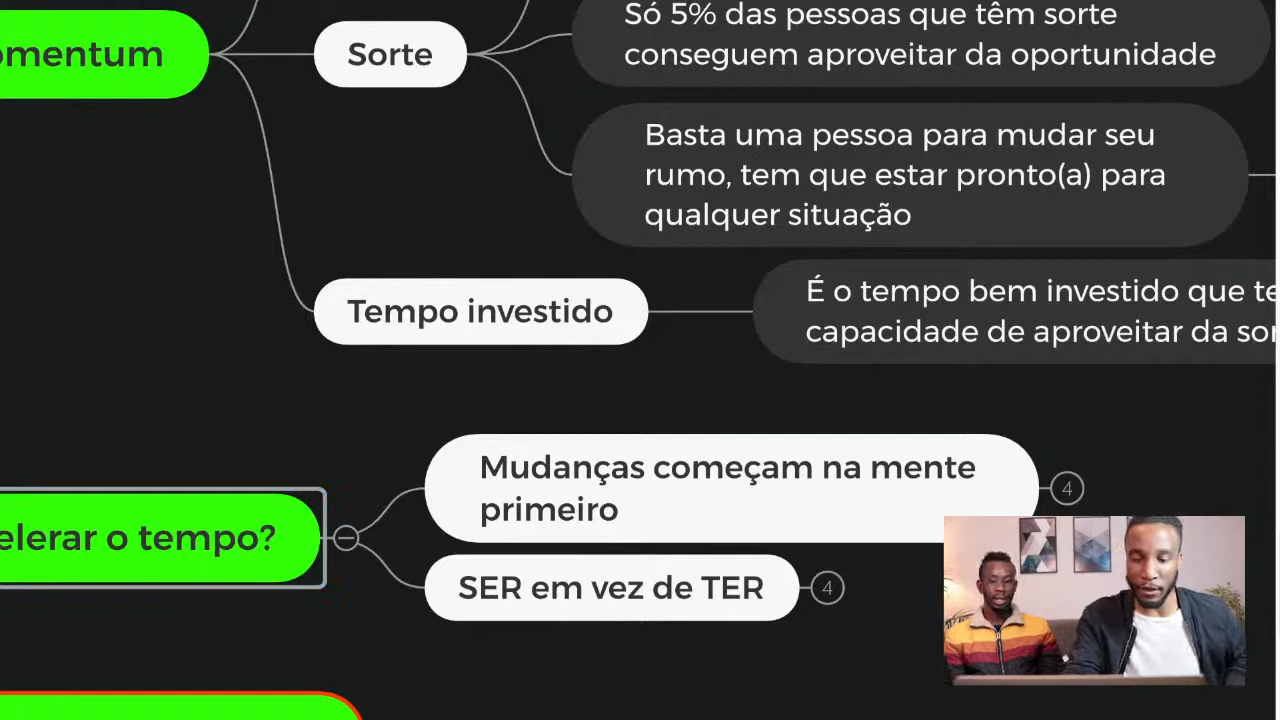 Só 5% das pessoas que têm sorte
conseguem aproveitar da oportunidade
omentum
Sorte
Basta uma pessoa para mudar seu
rumo, tem que estar pronto(a) para
qualquer situação
Tempo investido
É o tempo bem investido que te
capacidade de aproveitar da sor
Mudanças começam na mente
primeiro
4
elerar o tempo?
SER em vez de TER
4